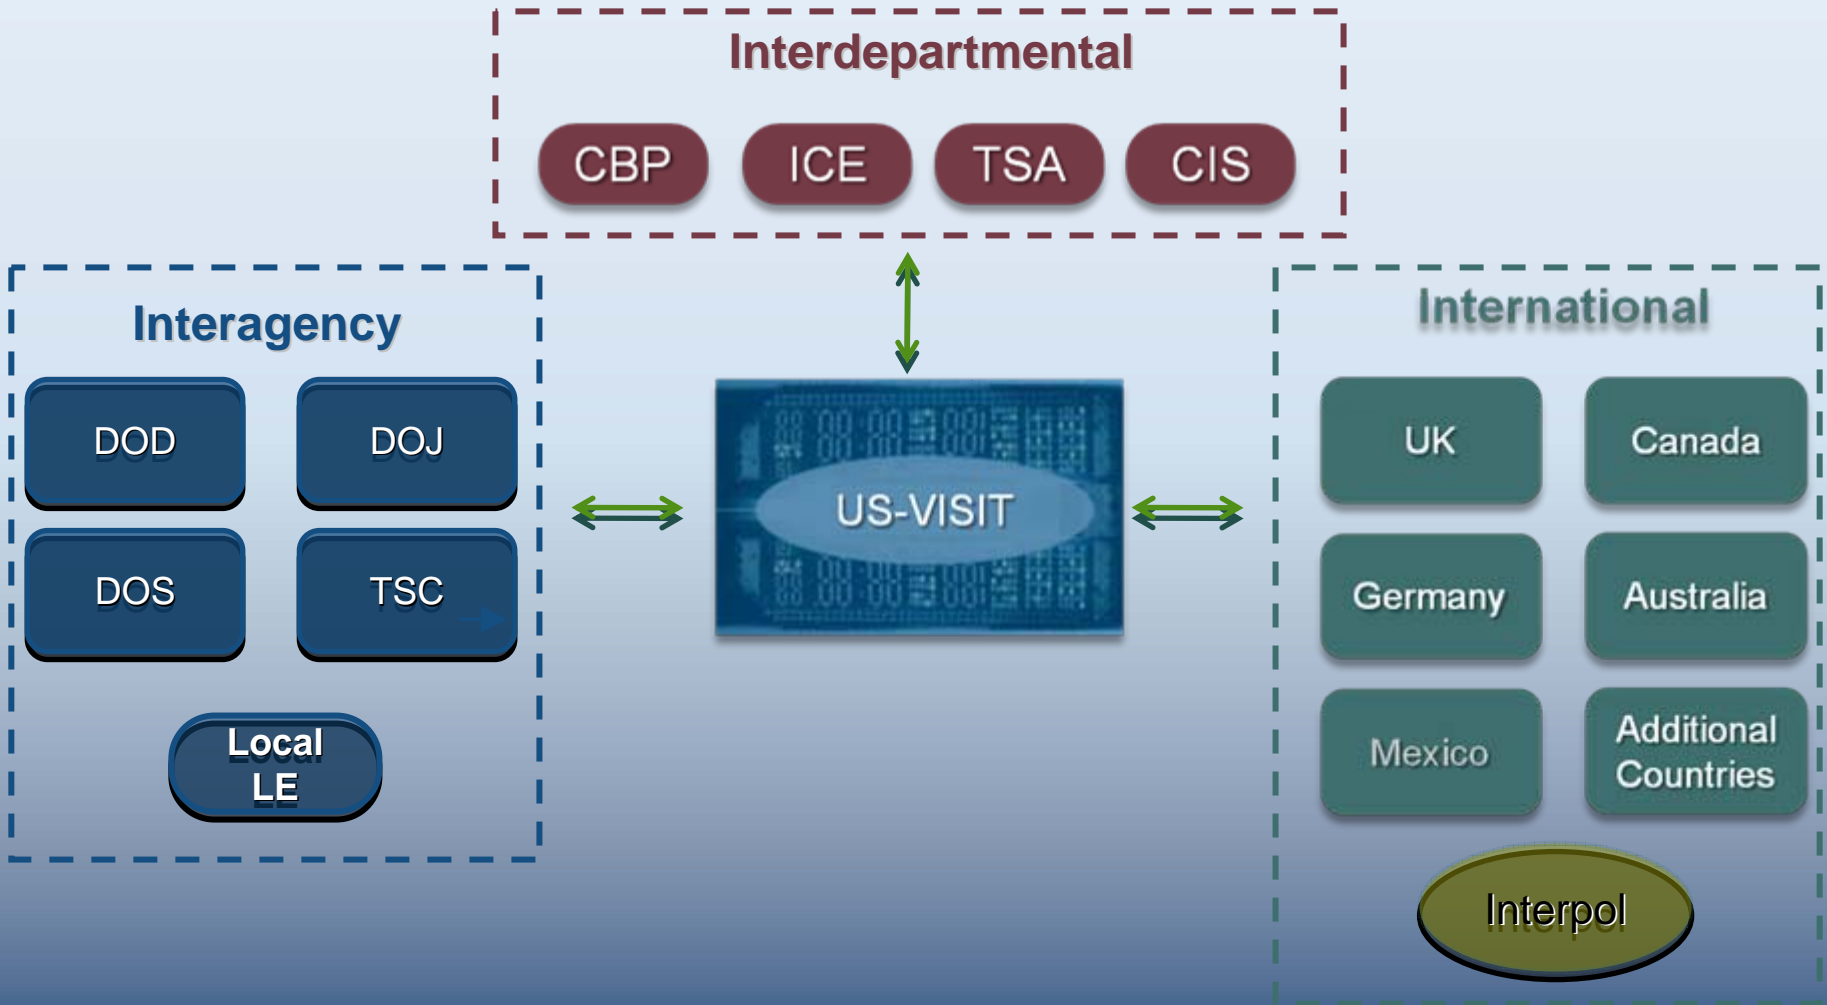 Interdepartmental
CBP
ICE
TSA
CIS
Interagency
DOD
DOJ
DOS
TSC
Local
LE
US-VISIT
International
UK
Canada
Germany
Australia
Mexico
Additional
Countries
Interpol